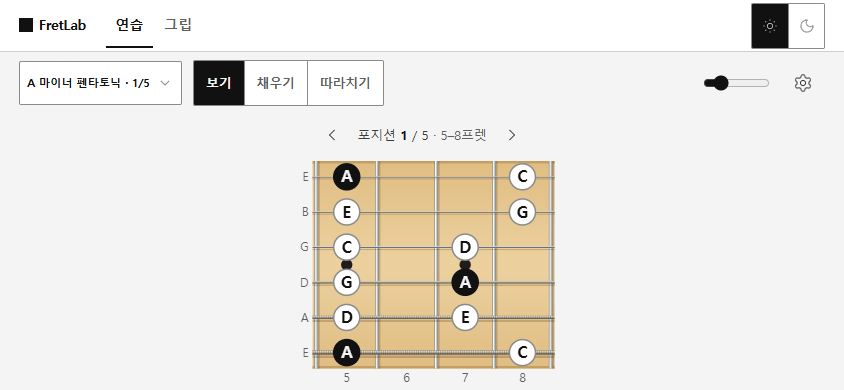 FretLab 연습 그립
A 마이너 펜타토닉 · 1/5 보기 채우기 따라치기
포지션 1 / 5 · 5–8프렛
E A C
B E G
G C D
D G A
A D E
E A C
5 6 7 8